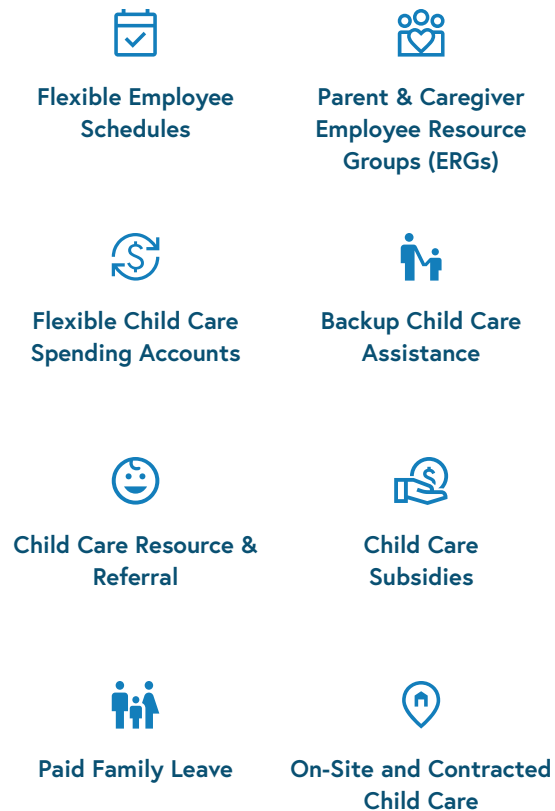 Flexible Employee
Schedules
Parent & Caregiver
Employee Resource
Groups (ERGs)
Flexible Child Care
Spending Accounts
Backup Child Care
Assistance
Child Care Resource &
Referral
Child Care
Subsidies
Paid Family Leave
On-Site and Contracted
Child Care